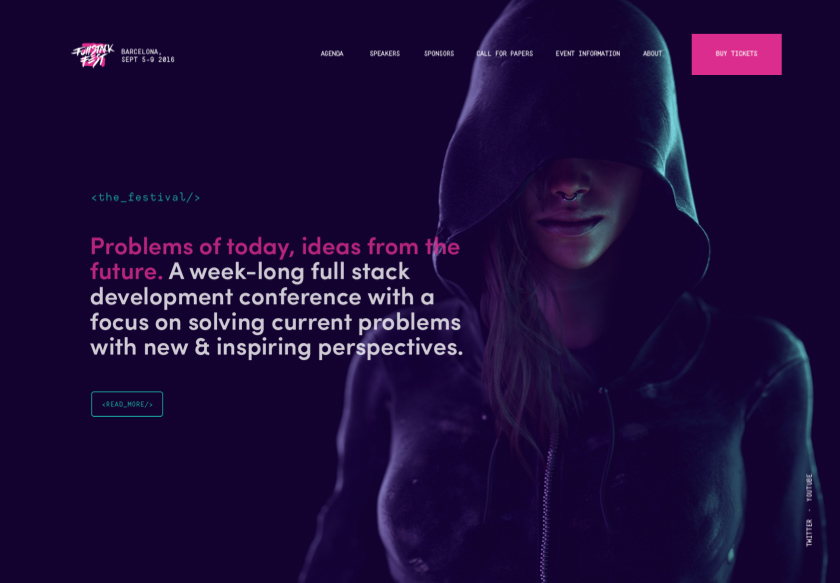 FULLSTACK
FEST
BARCELONA,
SEPT 5-9 2016
AGENDA
SPEAKERS
SPONSORS
CALL FOR PAPERS
EVENT INFORMATION
ABOUT
BUY TICKETS
<the_festival/>
Problems of today, ideas from the
future. A week-long full stack
development conference with a
focus on solving current problems
with new & inspiring perspectives.
<READ_MORE/>
TWITTER - YOUTUBE